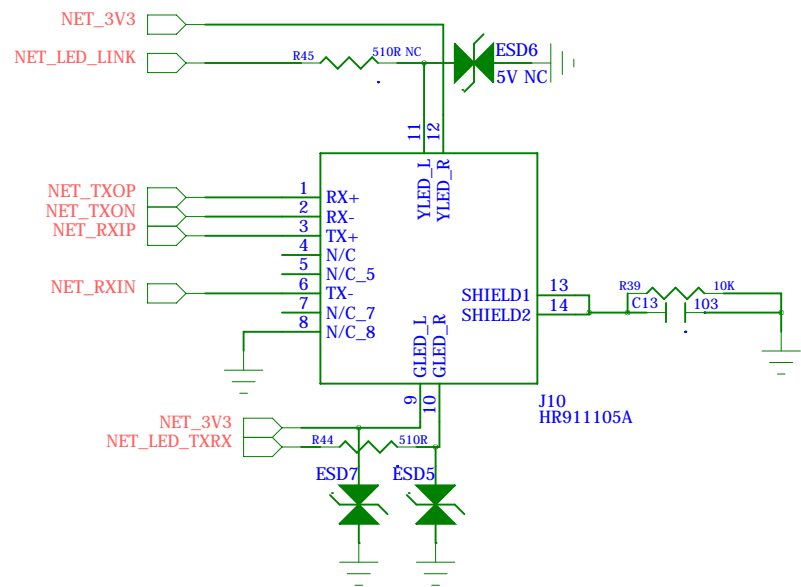 NET_3V3
NET_LED_LINK
R45
510R NC
ESD6
5V NC
11
12
YLED_L
YLED_R
NET_TXOP
1
RX+
NET_TXON
2
RX-
NET_RXIP
3
TX+
4
N/C
5
N/C_5
NET_RXIN
6
TX-
7
N/C_7
8
N/C_8
SHIELD1
13
SHIELD2
14
R39
10K
C13
103
GLED_L
GLED_R
9
10
J10
HR911105A
NET_3V3
NET_LED_TXRX
R44
510R
ESD7
ESD5